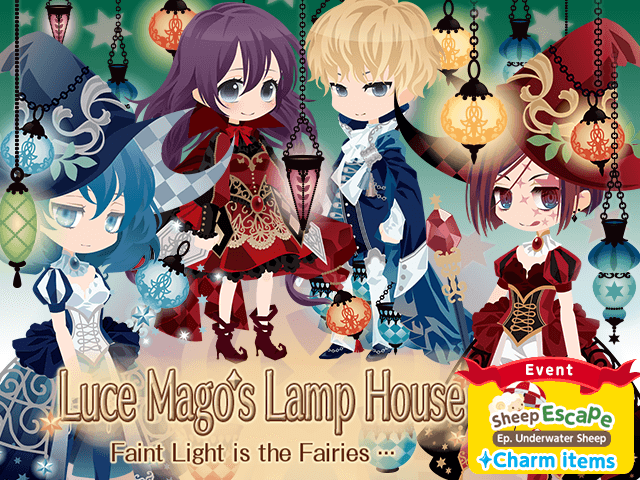 Luce Mago's Lamp House
Faint Light is the Fairies …
Event
Sheep EscaPe
Ep. Underwater Sheep
Charm items